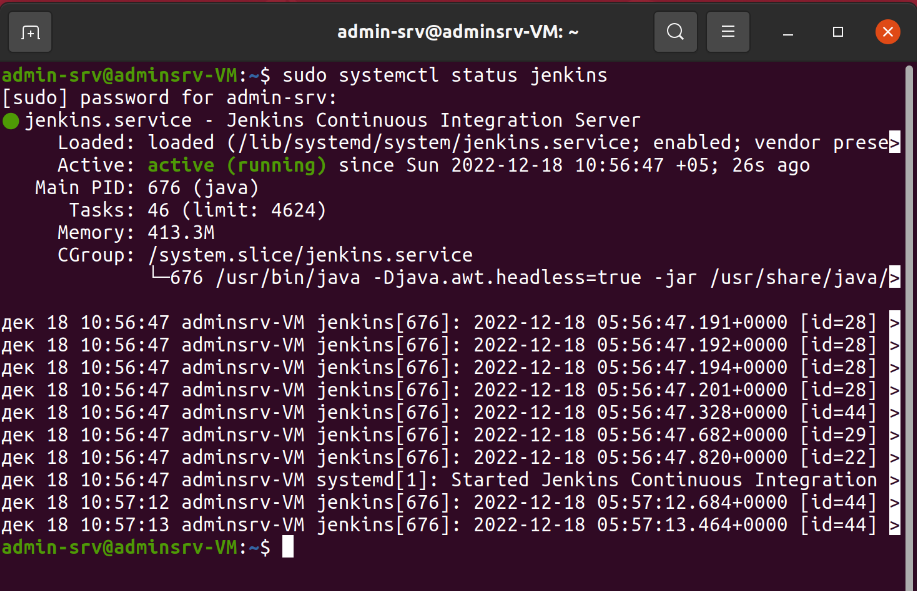 admin-srv@adminsrv-VM: ~
admin-srv@adminsrv-VM:~$ sudo systemctl status jenkins
[sudo] password for admin-srv:
● jenkins.service - Jenkins Continuous Integration Server
Loaded: loaded (/lib/systemd/system/jenkins.service; enabled; vendor prese>
Active: active (running) since Sun 2022-12-18 10:56:47 +05; 26s ago
Main PID: 676 (java)
Tasks: 46 (limit: 4624)
Memory: 413.3M
CGroup: /system.slice/jenkins.service
└─676 /usr/bin/java -Djava.awt.headless=true -jar /usr/share/java/>
дек 18 10:56:47 adminsrv-VM jenkins[676]: 2022-12-18 05:56:47.191+0000 [id=28] >
дек 18 10:56:47 adminsrv-VM jenkins[676]: 2022-12-18 05:56:47.192+0000 [id=28] >
дек 18 10:56:47 adminsrv-VM jenkins[676]: 2022-12-18 05:56:47.194+0000 [id=28] >
дек 18 10:56:47 adminsrv-VM jenkins[676]: 2022-12-18 05:56:47.201+0000 [id=28] >
дек 18 10:56:47 adminsrv-VM jenkins[676]: 2022-12-18 05:56:47.328+0000 [id=44] >
дек 18 10:56:47 adminsrv-VM jenkins[676]: 2022-12-18 05:56:47.682+0000 [id=29] >
дек 18 10:56:47 adminsrv-VM jenkins[676]: 2022-12-18 05:56:47.820+0000 [id=22] >
дек 18 10:56:47 adminsrv-VM systemd[1]: Started Jenkins Continuous Integration >
дек 18 10:57:12 adminsrv-VM jenkins[676]: 2022-12-18 05:57:12.684+0000 [id=44] >
дек 18 10:57:13 adminsrv-VM jenkins[676]: 2022-12-18 05:57:13.464+0000 [id=44] >
admin-srv@adminsrv-VM:~$